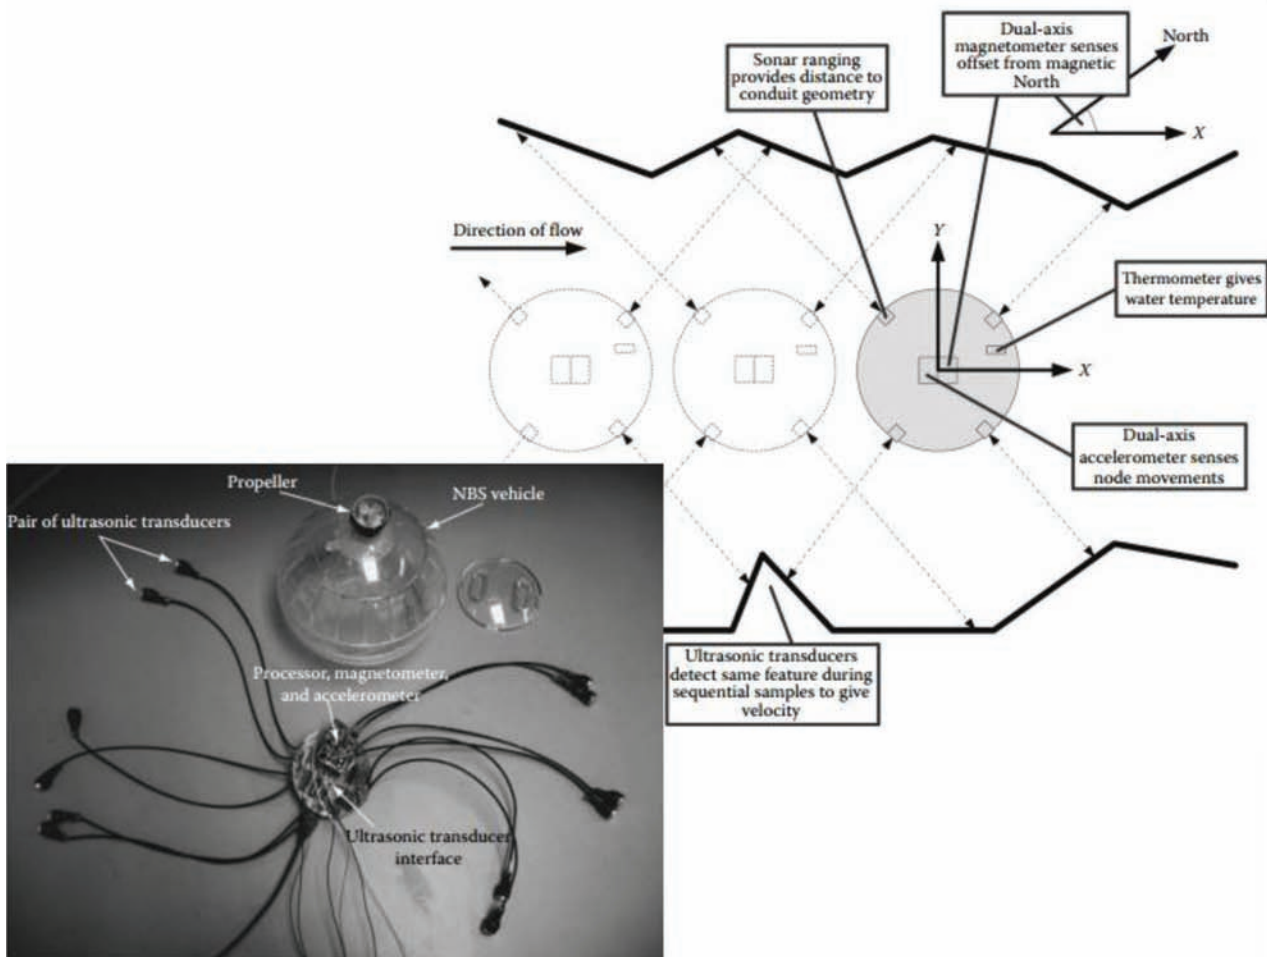 Dual-axis
magnetometer senses
offset from magnetic
North
North
X
Sonar ranging
provides distance to
conduit geometry
Direction of flow
Y
X
Thermometer gives
water temperature
Dual-axis
accelerometer senses
node movements
Ultrasonic transducers
detect same feature during
sequential samples to give
velocity
Propeller
NBS vehicle
Pair of ultrasonic transducers
Processor, magnetometer,
and accelerometer
Ultrasonic transducer
interface